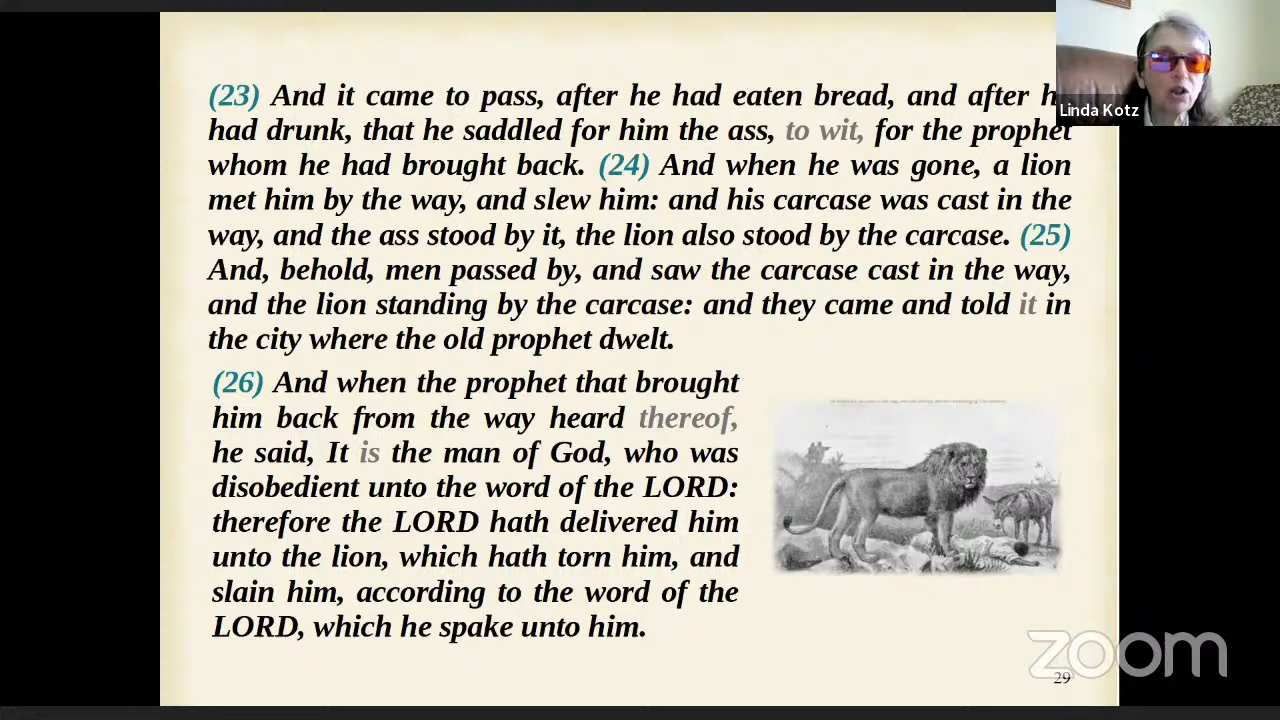 (23) And it came to pass, after he had eaten bread, and after h
had drunk, that he saddled for him the ass, to wit, for the prophet
whom he had brought back. (24) And when he was gone, a lion
met him by the way, and slew him: and his carcase was cast in the
way, and the ass stood by it, the lion also stood by the carcase. (25)
And, behold, men passed by, and saw the carcase cast in the way,
and the lion standing by the carcase: and they came and told it in
the city where the old prophet dwelt.
(26) And when the prophet that brought
him back from the way heard thereof,
he said, It is the man of God, who was
disobedient unto the word of the LORD:
therefore the LORD hath delivered him
unto the lion, which hath torn him, and
slain him, according to the word of the
LORD, which he spake unto him.
Linda Kotz
zoom
29